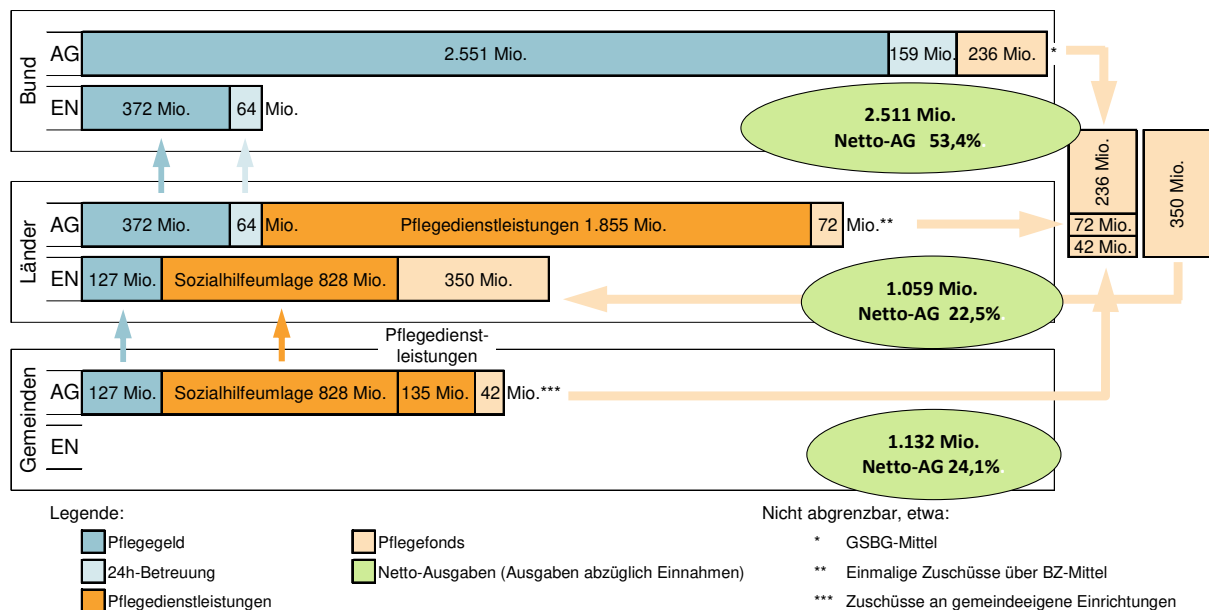 Bund
AG
2.551 Mio.
159 Mio.
236 Mio.
*
EN
372 Mio.
64
Mio.
2.511 Mio.
Netto-AG 53,4%.
236 Mio.
72 Mio.
42 Mio.
350 Mio.
Länder
AG
372 Mio.
64
Mio.
Pflegedienstleistungen 1.855 Mio.
72
Mio.**
EN
127 Mio.
Sozialhilfeumlage 828 Mio.
350 Mio.
1.059 Mio.
Netto-AG 22,5%.
Pflegedienst-
leistungen
Gemeinden
AG
127 Mio.
Sozialhilfeumlage 828 Mio.
135 Mio.
42
Mio.***
EN
1.132 Mio.
Netto-AG 24,1%.
Legende:
Pflegegeld
24h-Betreuung
Pflegedienstleistungen
Pflegefonds
Netto-Ausgaben (Ausgaben abzüglich Einnahmen)
Nicht abgrenzbar, etwa:
* GSBG-Mittel
** Einmalige Zuschüsse über BZ-Mittel
*** Zuschüsse an gemeindeeigene Einrichtungen